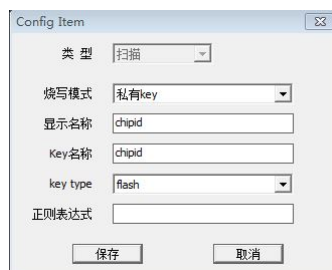 Config Item
类 型 扫描
烧写模式 私有key
显示名称 chipid
Key名称 chipid
key type flash
正则表达式
保存 取消